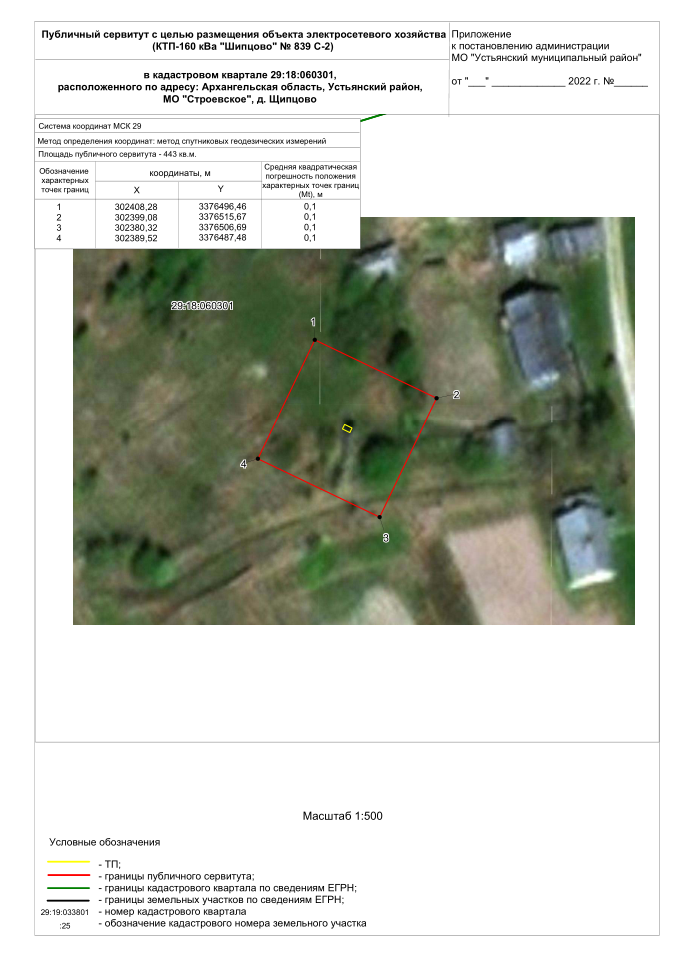 Публичный сервитут с целью размещения объекта электросетевого хозяйства
(КТП-160 кВа "Шипцово" № 839 С-2)
в кадастровом квартале 29:18:060301,
расположенного по адресу: Архангельская область, Устьянский район,
МО "Строевское", д. Щипцово
Приложение
к постановлению администрации
МО "Устьянский муниципальный район"
от "___" _____________ 2022 г. №______
Система координат МСК 29
Метод определения координат: метод спутниковых геодезических измерений
Площадь публичного сервитута - 443 кв.м.
Обозначение характерных точек границ
координаты, м
X Y
Средняя квадратическая погрешность положения характерных точек границ (Mt), м
1 302408,28 3376496,46 0,1
2 302399,08 3376515,67 0,1
3 302380,32 3376506,69 0,1
4 302389,52 3376487,48 0,1
29:18:060301
1
2
4
3
Масштаб 1:500
Условные обозначения
- ТП;
- границы публичного сервитута;
- границы кадастрового квартала по сведениям ЕГРН;
- границы земельных участков по сведениям ЕГРН;
29:19:033801 - номер кадастрового квартала
:25 - обозначение кадастрового номера земельного участка